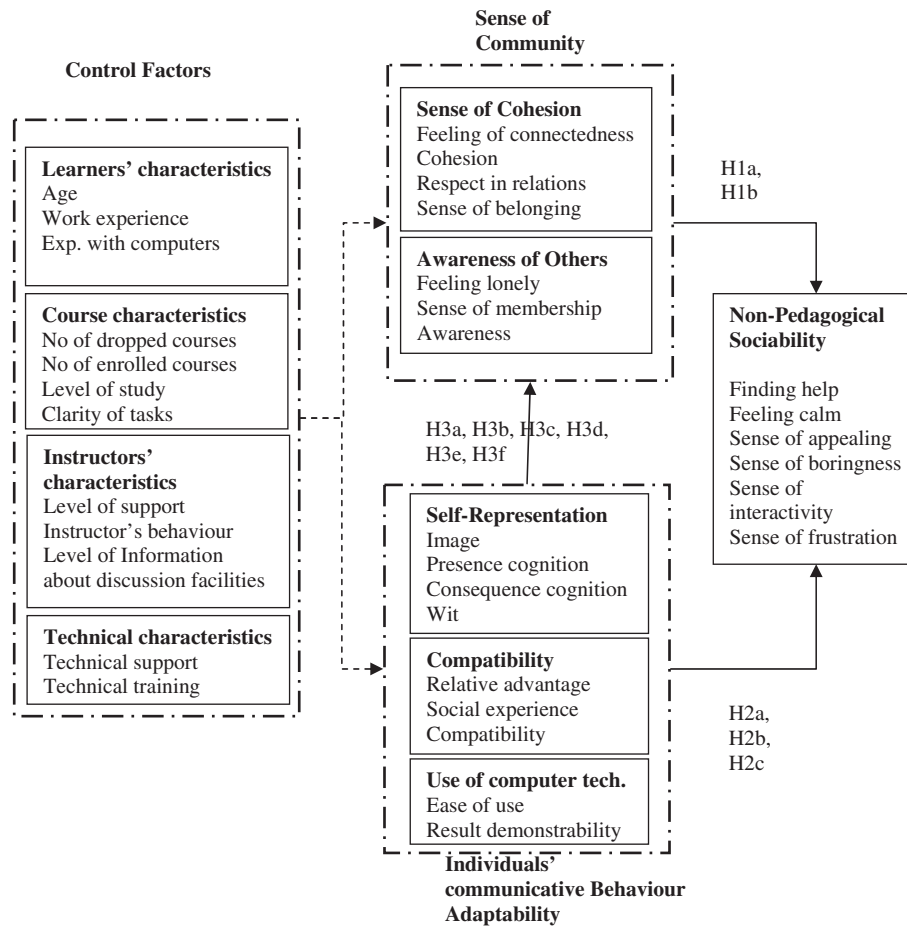 Control Factors
Learners' characteristics
Age
Work experience
Exp. with computers
Course characteristics
No of dropped courses
No of enrolled courses
Level of study
Clarity of tasks
Instructors'
characteristics
Level of support
Instructor's behaviour
Level of Information
about discussion facilities
Technical characteristics
Technical support
Technical training
Sense of
Community
Sense of Cohesion
Feeling of connectedness
Cohesion
Respect in relations
Sense of belonging
Awareness of Others
Feeling lonely
Sense of membership
Awareness
H3a, H3b, H3c, H3d,
H3e, H3f
Self-Representation
Image
Presence cognition
Consequence cognition
Wit
Compatibility
Relative advantage
Social experience
Compatibility
Use of computer tech.
Ease of use
Result demonstrability
Individuals'
communicative Behaviour
Adaptability
H1a,
H1b
Non-Pedagogical
Sociability
Finding help
Feeling calm
Sense of appealing
Sense of boringness
Sense of
interactivity
Sense of frustration
H2a,
H2b,
H2c